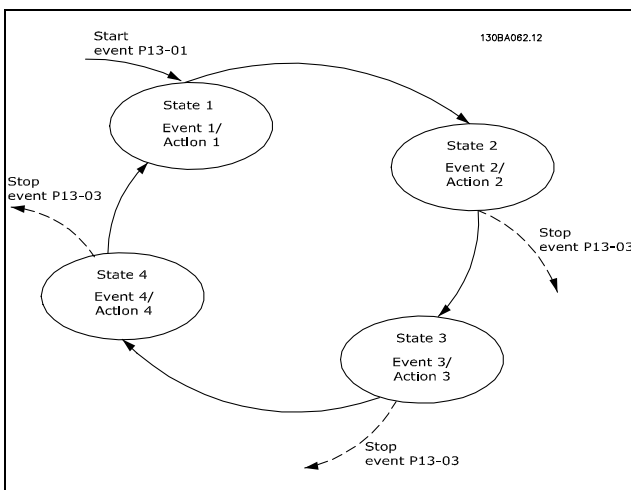 Start
event P13-01
130BA062.12
State 1
Event 1/
Action 1
State 2
Event 2/
Action 2
Stop
event P13-03
Stop
event P13-03
State 4
Event 4/
Action 4
State 3
Event 3/
Action 3
Stop
event P13-03